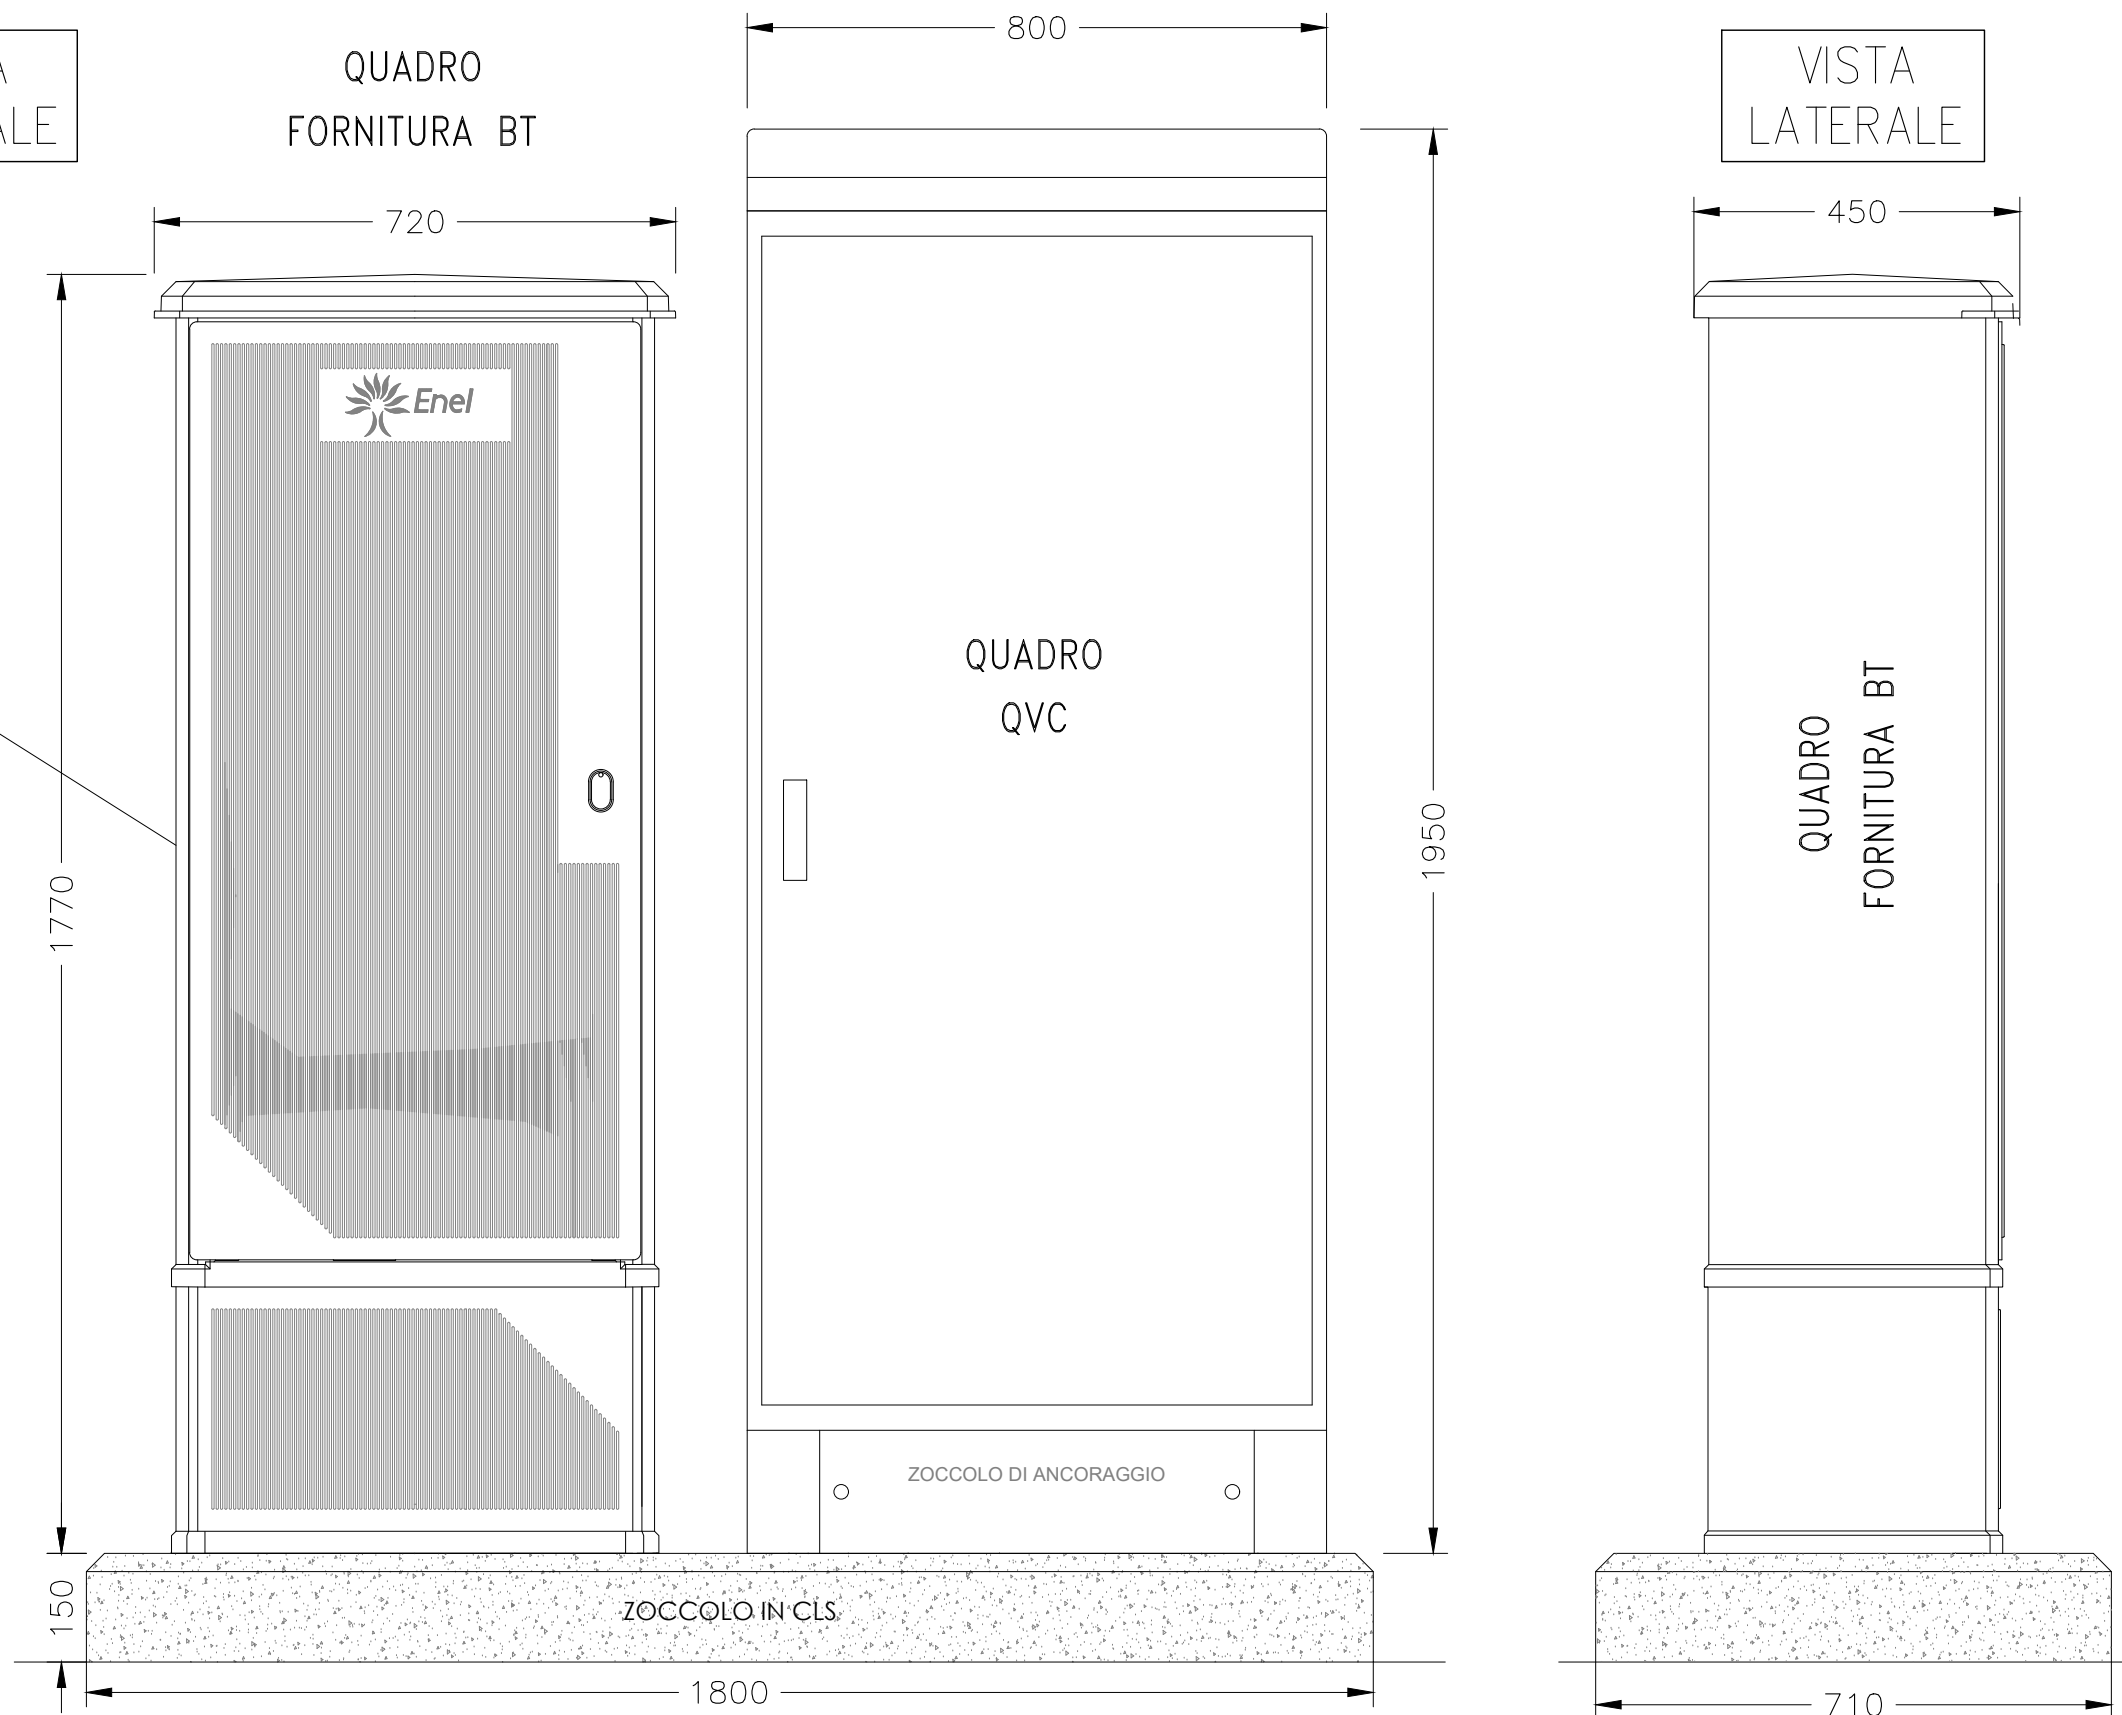 800
A
ALE
QUADRO
FORNITURA BT
VISTA
LATERALE
720
450
Enel
QUADRO
QVC
QUADRO
FORNITURA BT
1770
1950
ZOCCOLO DI ANCORAGGIO
150
ZOCCOLO IN CLS
1800
710